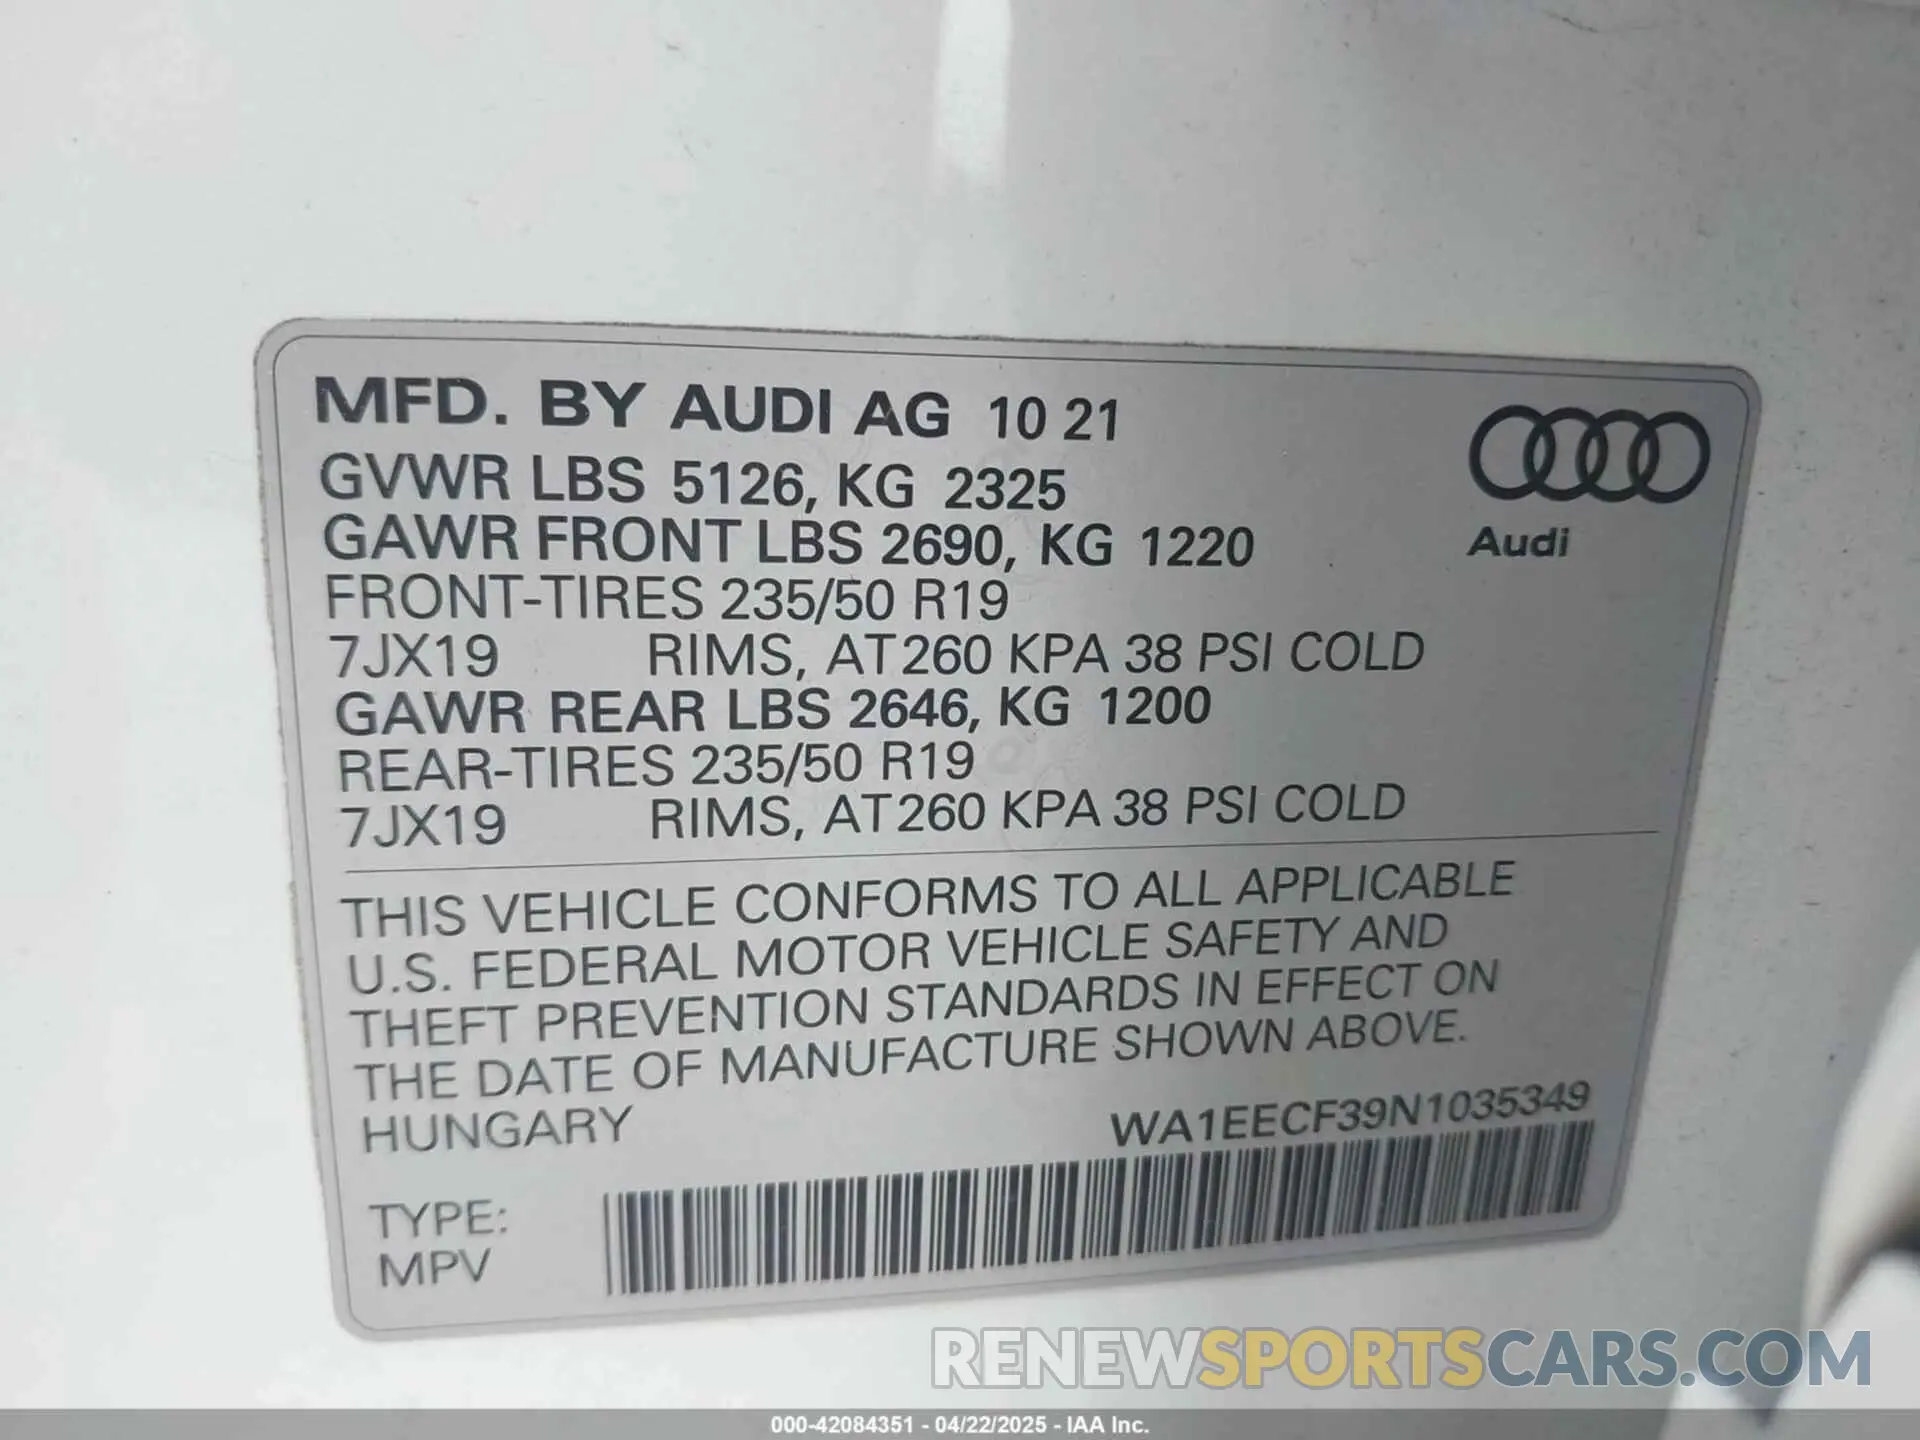 MFD. BY AUDI AG 10 21
GVWR LBS 5126, KG 2325
GAWR FRONT LBS 2690, KG 1220
FRONT-TIRES 235/50 R19
7JX19 RIMS, AT 260 KPA 38 PSI COLD
GAWR REAR LBS 2646, KG 1200
REAR-TIRES 235/50 R19
7JX19 RIMS, AT 260 KPA 38 PSI COLD
Audi
THIS VEHICLE CONFORMS TO ALL APPLICABLE
U.S. FEDERAL MOTOR VEHICLE SAFETY AND
THEFT PREVENTION STANDARDS IN EFFECT ON
THE DATE OF MANUFACTURE SHOWN ABOVE.
HUNGARY WA1EECF39N1035349
TYPE:
MPV
RENEWSPORTSCARS.COM
000-42084351 - 04/22/2025 - IAA Inc.